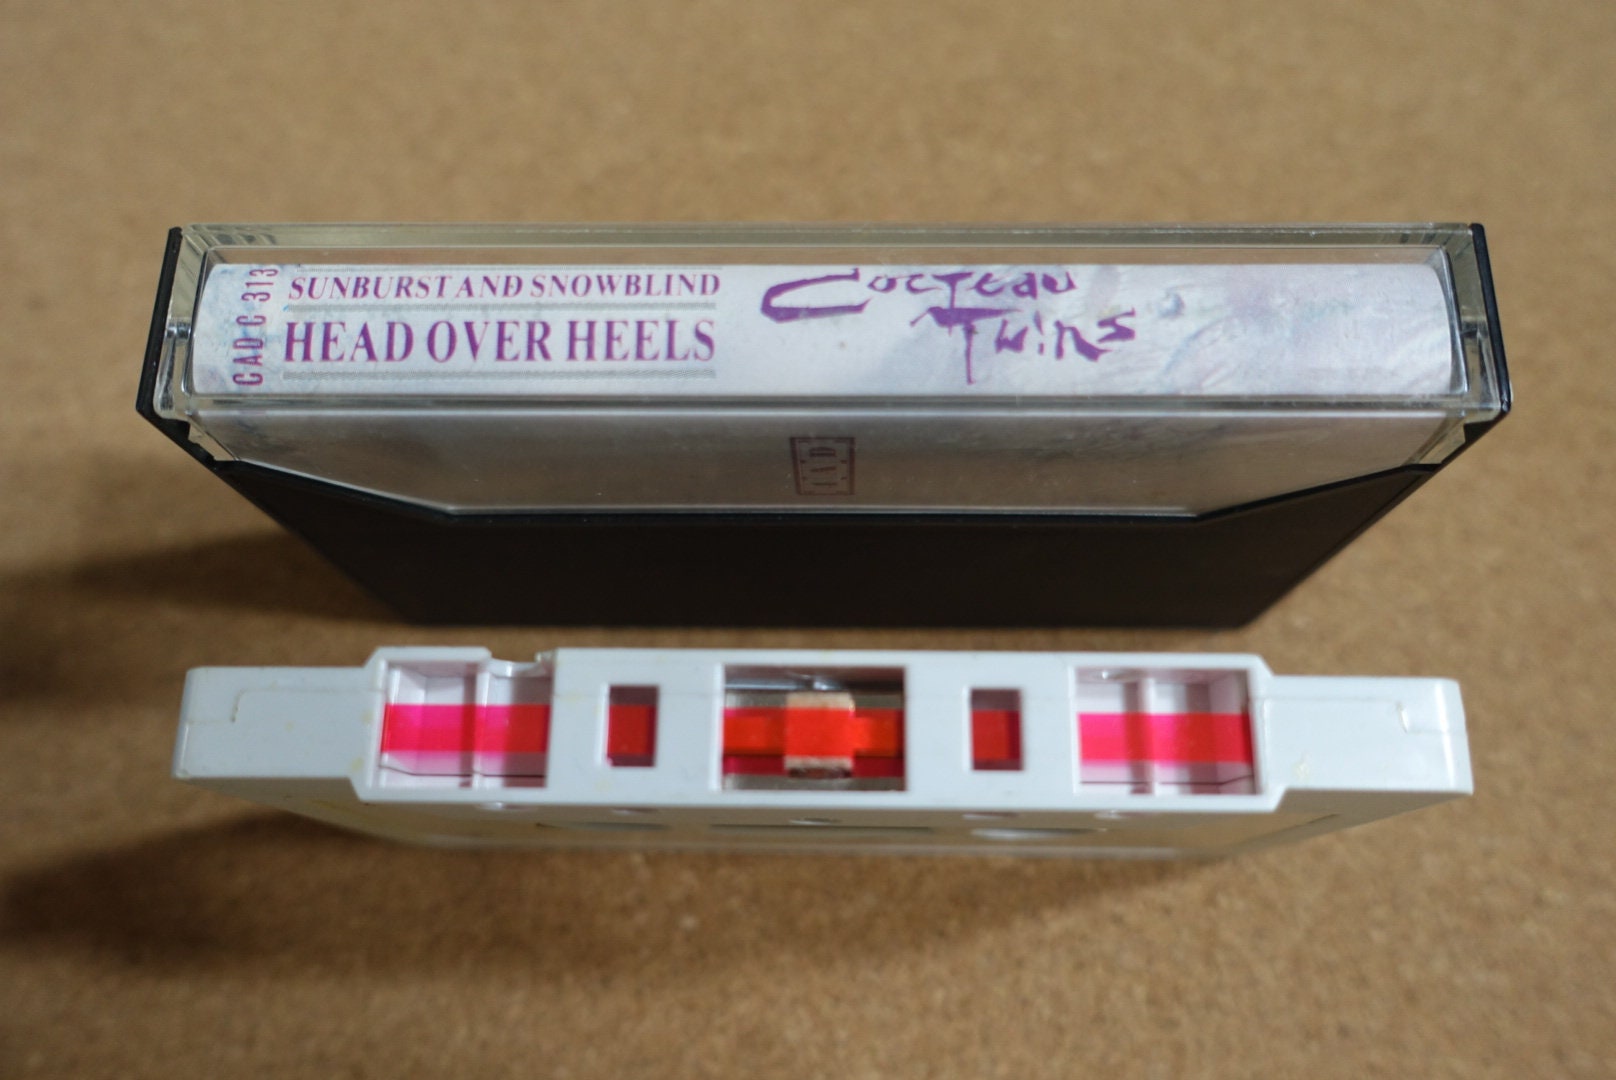 CAD C 313
SUNBURST AND SNOWBLIND
HEAD OVER HEELS
Cocteau
Twins